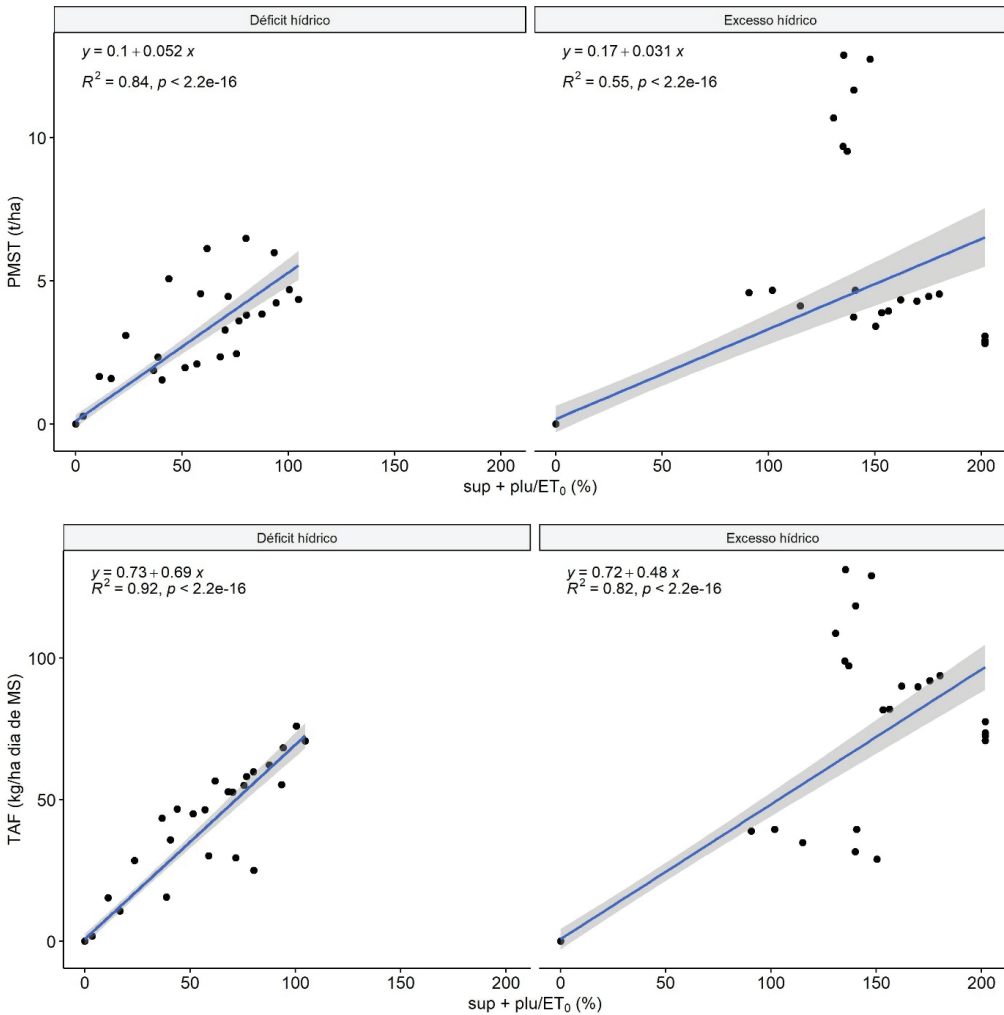 Déficit hídrico
Excesso hídrico
y = 0.1 + 0.052 x
R² = 0.84, p < 2.2e-16
y = 0.17 + 0.031 x
R² = 0.55, p < 2.2e-16
PMST (t/ha)
10
5
0
0 50 100 150 200
0 50 100 150 200
sup + plu/ET₀ (%)
Déficit hídrico
Excesso hídrico
y = 0.73 + 0.69 x
R² = 0.92, p < 2.2e-16
y = 0.72 + 0.48 x
R² = 0.82, p < 2.2e-16
TAF (kg/ha dia de MS)
100
50
0
0 50 100 150 200
0 50 100 150 200
sup + plu/ET₀ (%)